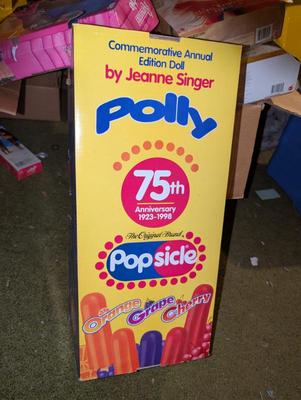 Commemorative Annual
Edition Doll
by Jeanne Singer
Polly
75th
Anniversary
1923-1998
The Original Brand
Popsicle
Orange Grape Cherry